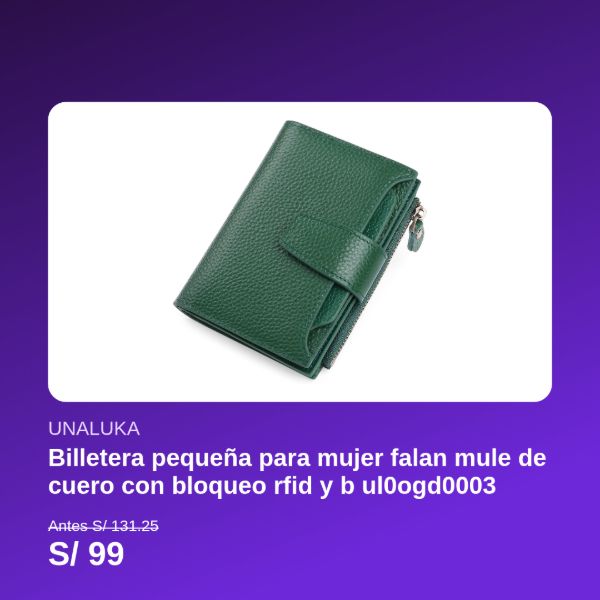 UNALUKA
Billetera pequeña para mujer falan mule de
cuero con bloqueo rfid y b ul0ogd0003
Antes S/ 131.25
S/ 99